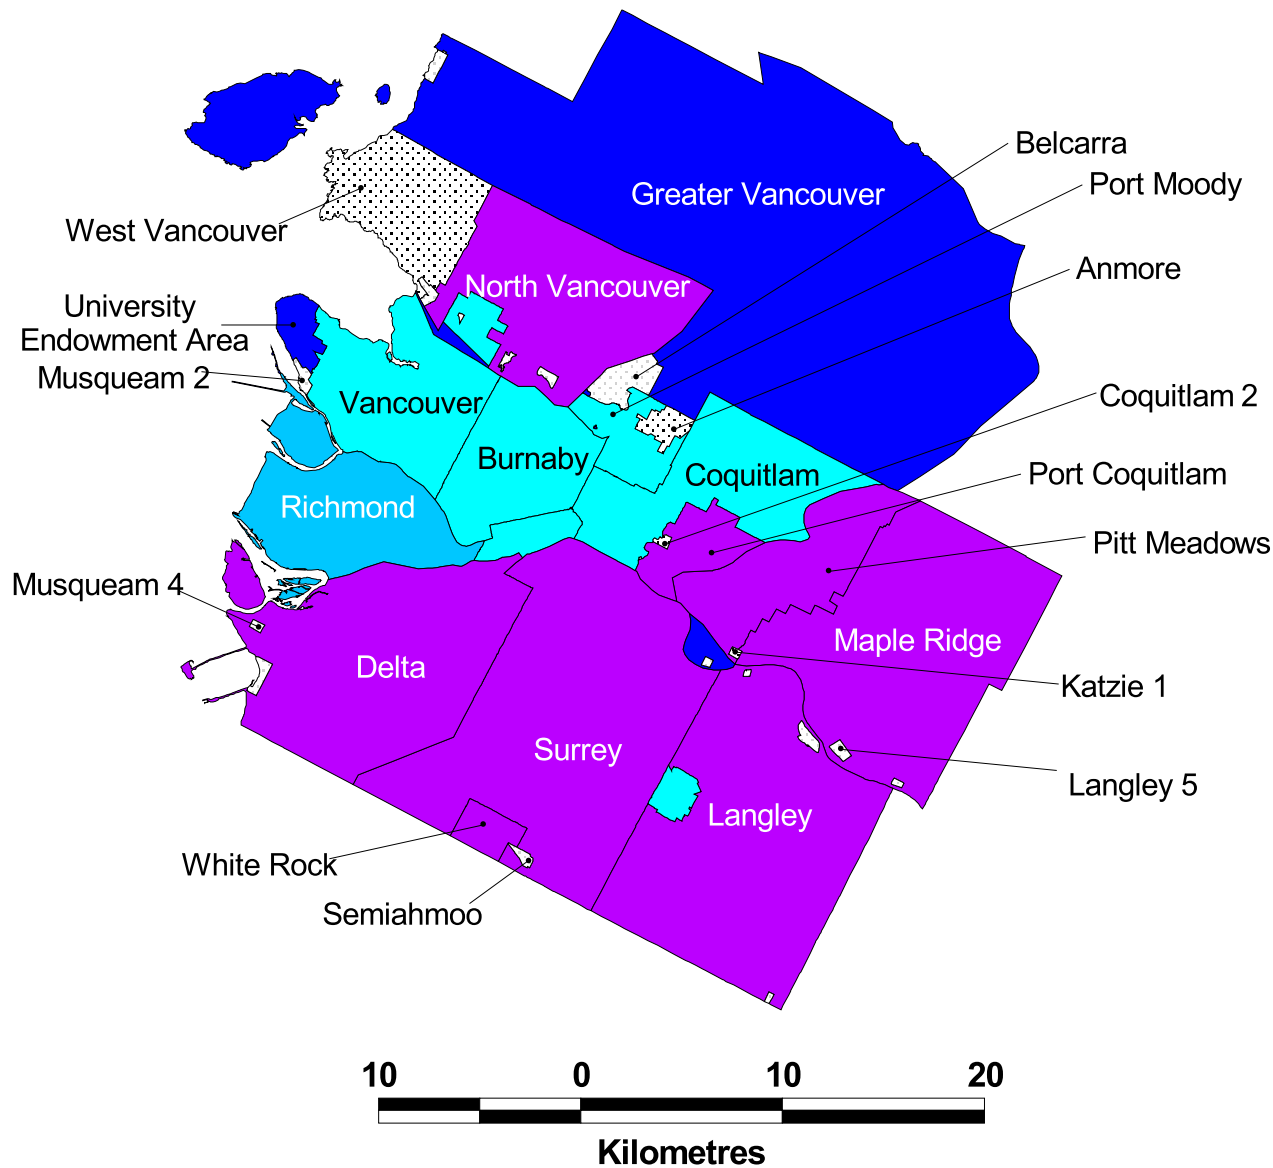 Belcarra
Port Moody
Greater Vancouver
West Vancouver
Anmore
North Vancouver
University
Endowment Area
Musqueam 2
Vancouver
Coquitlam 2
Burnaby
Coquitlam
Port Coquitlam
Richmond
Pitt Meadows
Musqueam 4
Maple Ridge
Delta
Katzie 1
Surrey
Langley 5
Langley
White Rock
Semiahmoo
10 0 10 20
Kilometres